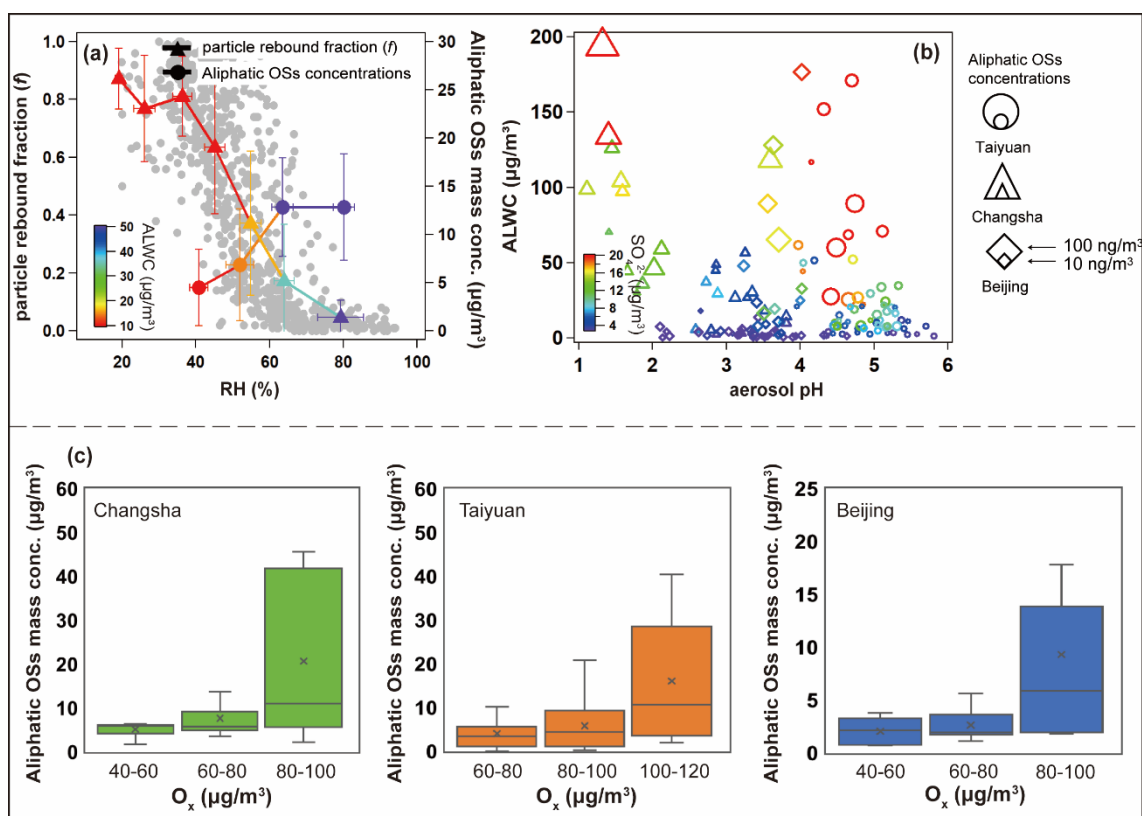 (a)
particle rebound fraction (f)
Aliphatic OSs concentrations
particle rebound fraction (f)
1.0
0.8
0.6
0.4
0.2
0.0
30
25
20
15
10
5
0
Aliphatic OSs mass conc. (µg/m³)
50
40
30
20
10
ALWC (µg/m³)
20 40 60 80 100
RH (%)
(b)
ALWC (µg/m³)
200
150
100
50
0
20
16
12
8
4
SO₄²⁻ (µg/m³)
1 2 3 4 5 6
aerosol pH
Aliphatic OSs
concentrations
Taiyuan
Changsha
100 ng/m³
10 ng/m³
Beijing
(c)
Aliphatic OSs mass conc. (µg/m³)
60
50
40
30
20
10
0
Changsha
40-60 60-80 80-100
Oₓ (µg/m³)
Aliphatic OSs mass conc. (µg/m³)
60
50
40
30
20
10
0
Taiyuan
60-80 80-100 100-120
Oₓ (µg/m³)
Aliphatic OSs mass conc. (µg/m³)
25
20
15
10
5
0
Beijing
40-60 60-80 80-100
Oₓ (µg/m³)